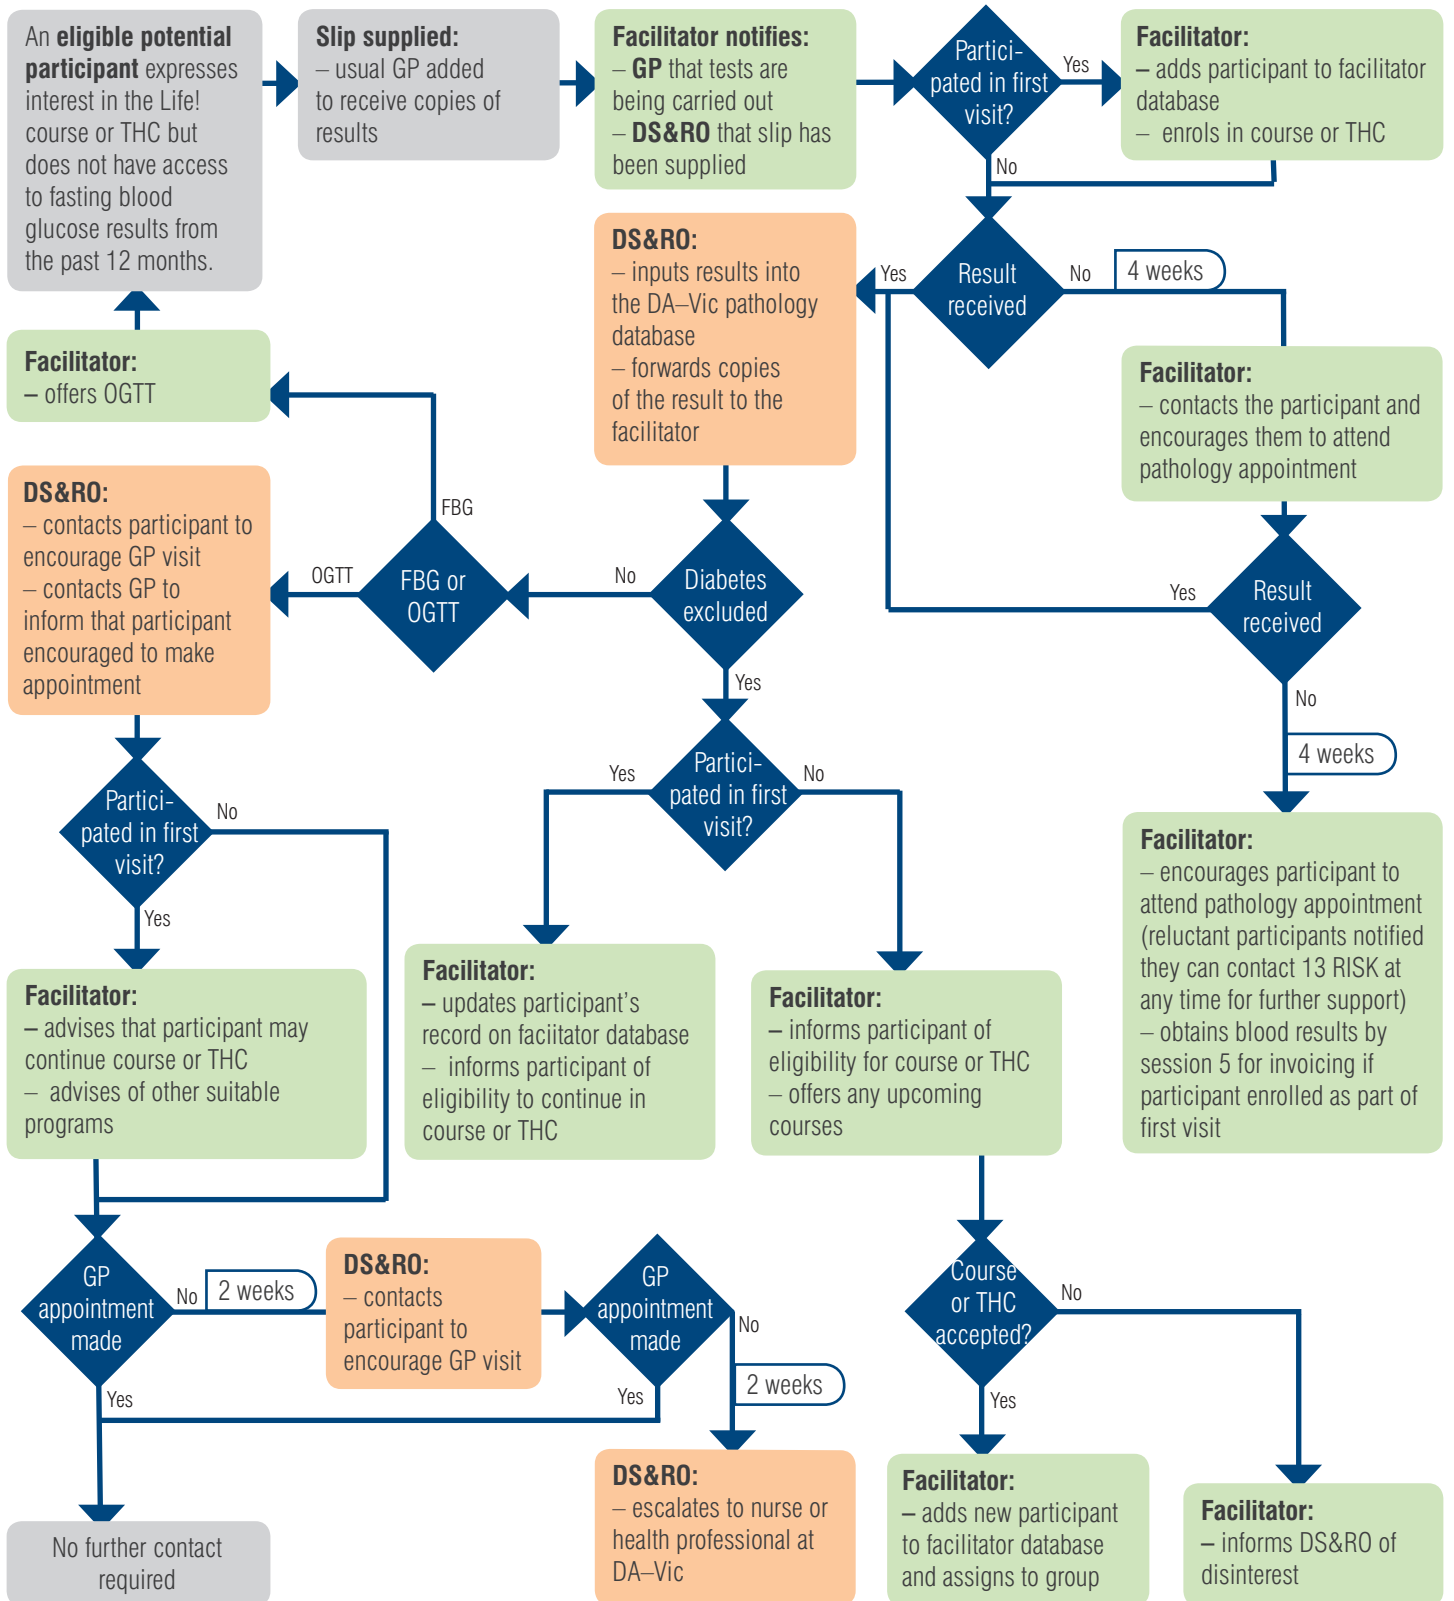 An eligible potential
participant expresses
interest in the Life!
course or THC but
does not have access
to fasting blood
glucose results from
the past 12 months.
Slip supplied:
– usual GP added
to receive copies of
results
Facilitator notifies:
– GP that tests are
being carried out
– DS&RO that slip has
been supplied
Partici-
pated in first
visit?
Yes
No
Facilitator:
– adds participant to facilitator
database
– enrols in course or THC
Result
received
Yes
No
4 weeks
DS&RO:
– inputs results into
the DA–Vic pathology
database
– forwards copies
of the result to the
facilitator
Facilitator:
– offers OGTT
Facilitator:
– contacts the participant and
encourages them to attend
pathology appointment
DS&RO:
– contacts participant to
encourage GP visit
– contacts GP to
inform that participant
encouraged to make
appointment
FBG
OGTT
FBG or
OGTT
No
Diabetes
excluded
Yes
Yes
Result
received
No
4 weeks
Partici-
pated in first
visit?
No
Yes
Yes
Partici-
pated in first
visit?
No
Facilitator:
– encourages participant to
attend pathology appointment
(reluctant participants notified
they can contact 13 RISK at
any time for further support)
– obtains blood results by
session 5 for invoicing if
participant enrolled as part of
first visit
Facilitator:
– advises that participant may
continue course or THC
– advises of other suitable
programs
Facilitator:
– updates participant’s
record on faciitator database
– informs participant of
eligibility to continue in
course or THC
Facilitator:
– informs participant of
eligibility for course or THC
– offers any upcoming
courses
GP
appointment
made
No
2 weeks
Yes
DS&RO:
– contacts
participant to
encourage GP visit
GP
appointment
made
No
2 weeks
Yes
Course
or THC
accepted?
No
Yes
No further contact
required
DS&RO:
– escalates to nurse or
health professional at
DA–Vic
Facilitator:
– adds new participant
to facilitator database
and assigns to group
Facilitator:
– informs DS&RO of
disinterest